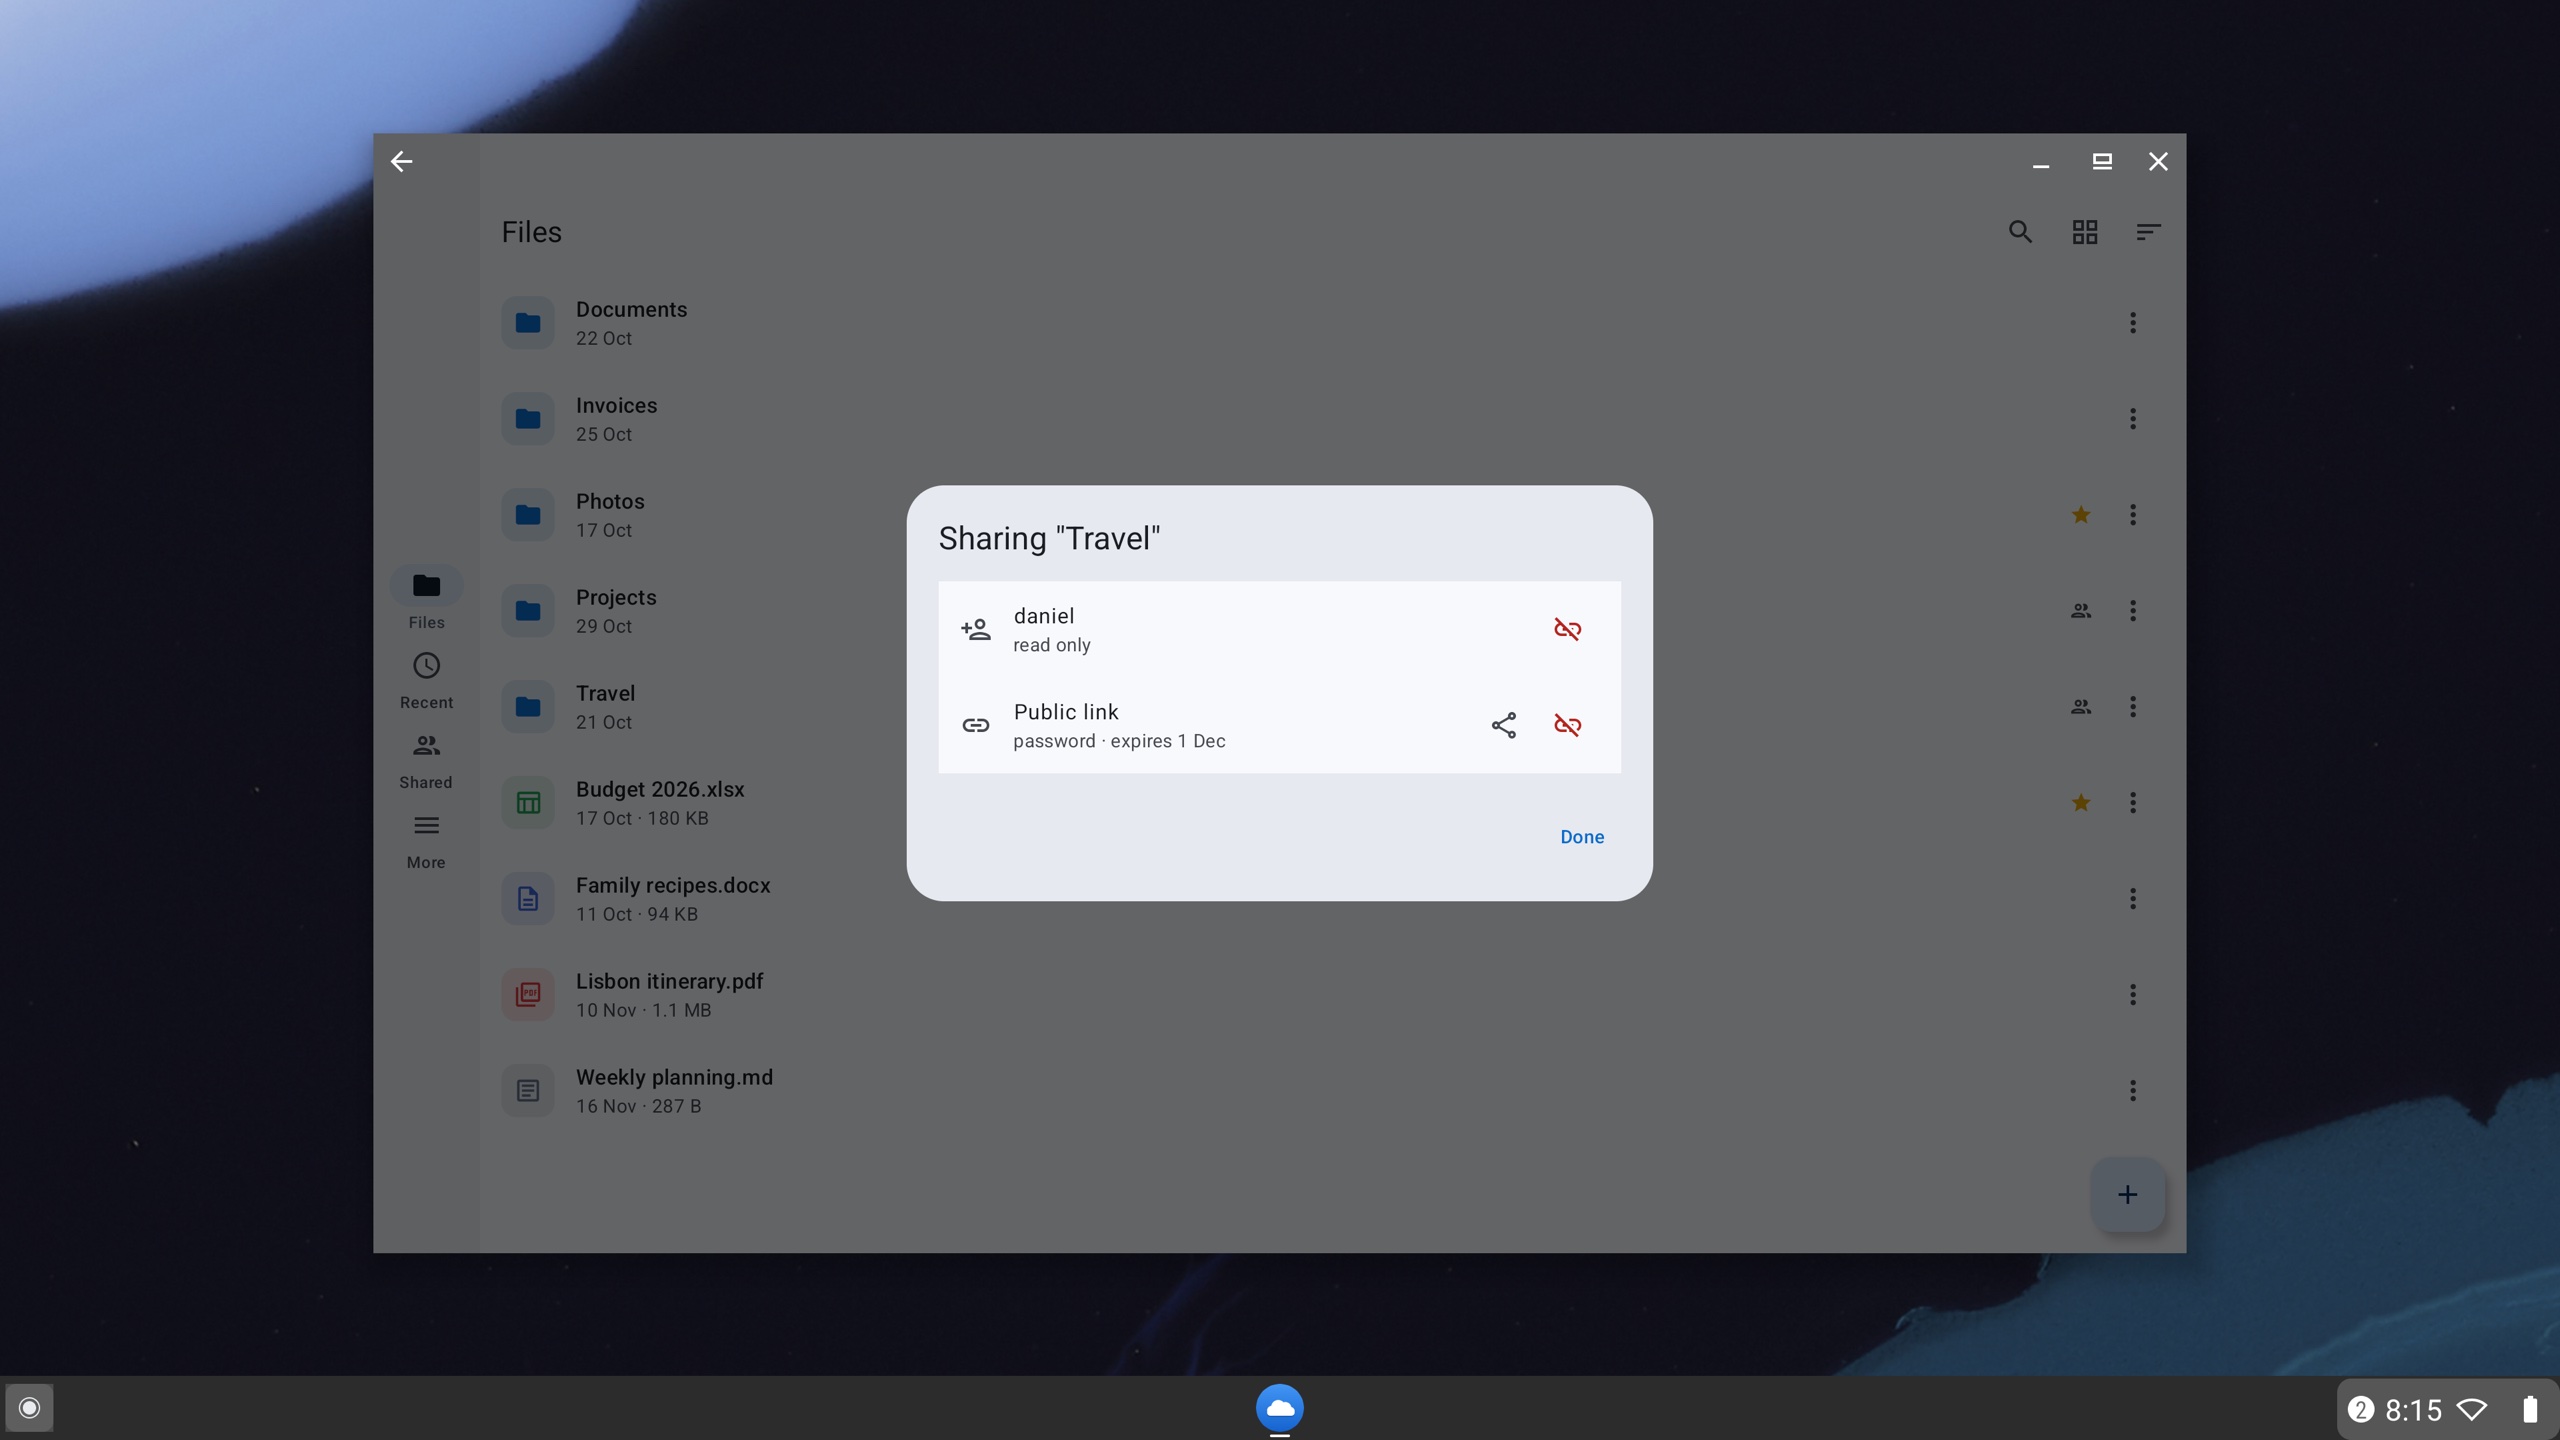 Files
Documents
22 Oct
Invoices
25 Oct
Photos
17 Oct
Projects
29 Oct
Travel
21 Oct
Budget 2026.xlsx
17 Oct · 180 KB
Family recipes.docx
11 Oct · 94 KB
Lisbon itinerary.pdf
10 Nov · 1.1 MB
Weekly planning.md
16 Nov · 287 B
Files
Recent
Shared
More
Sharing "Travel"
daniel
read only
Public link
password · expires 1 Dec
Done
PDF
2 8:15